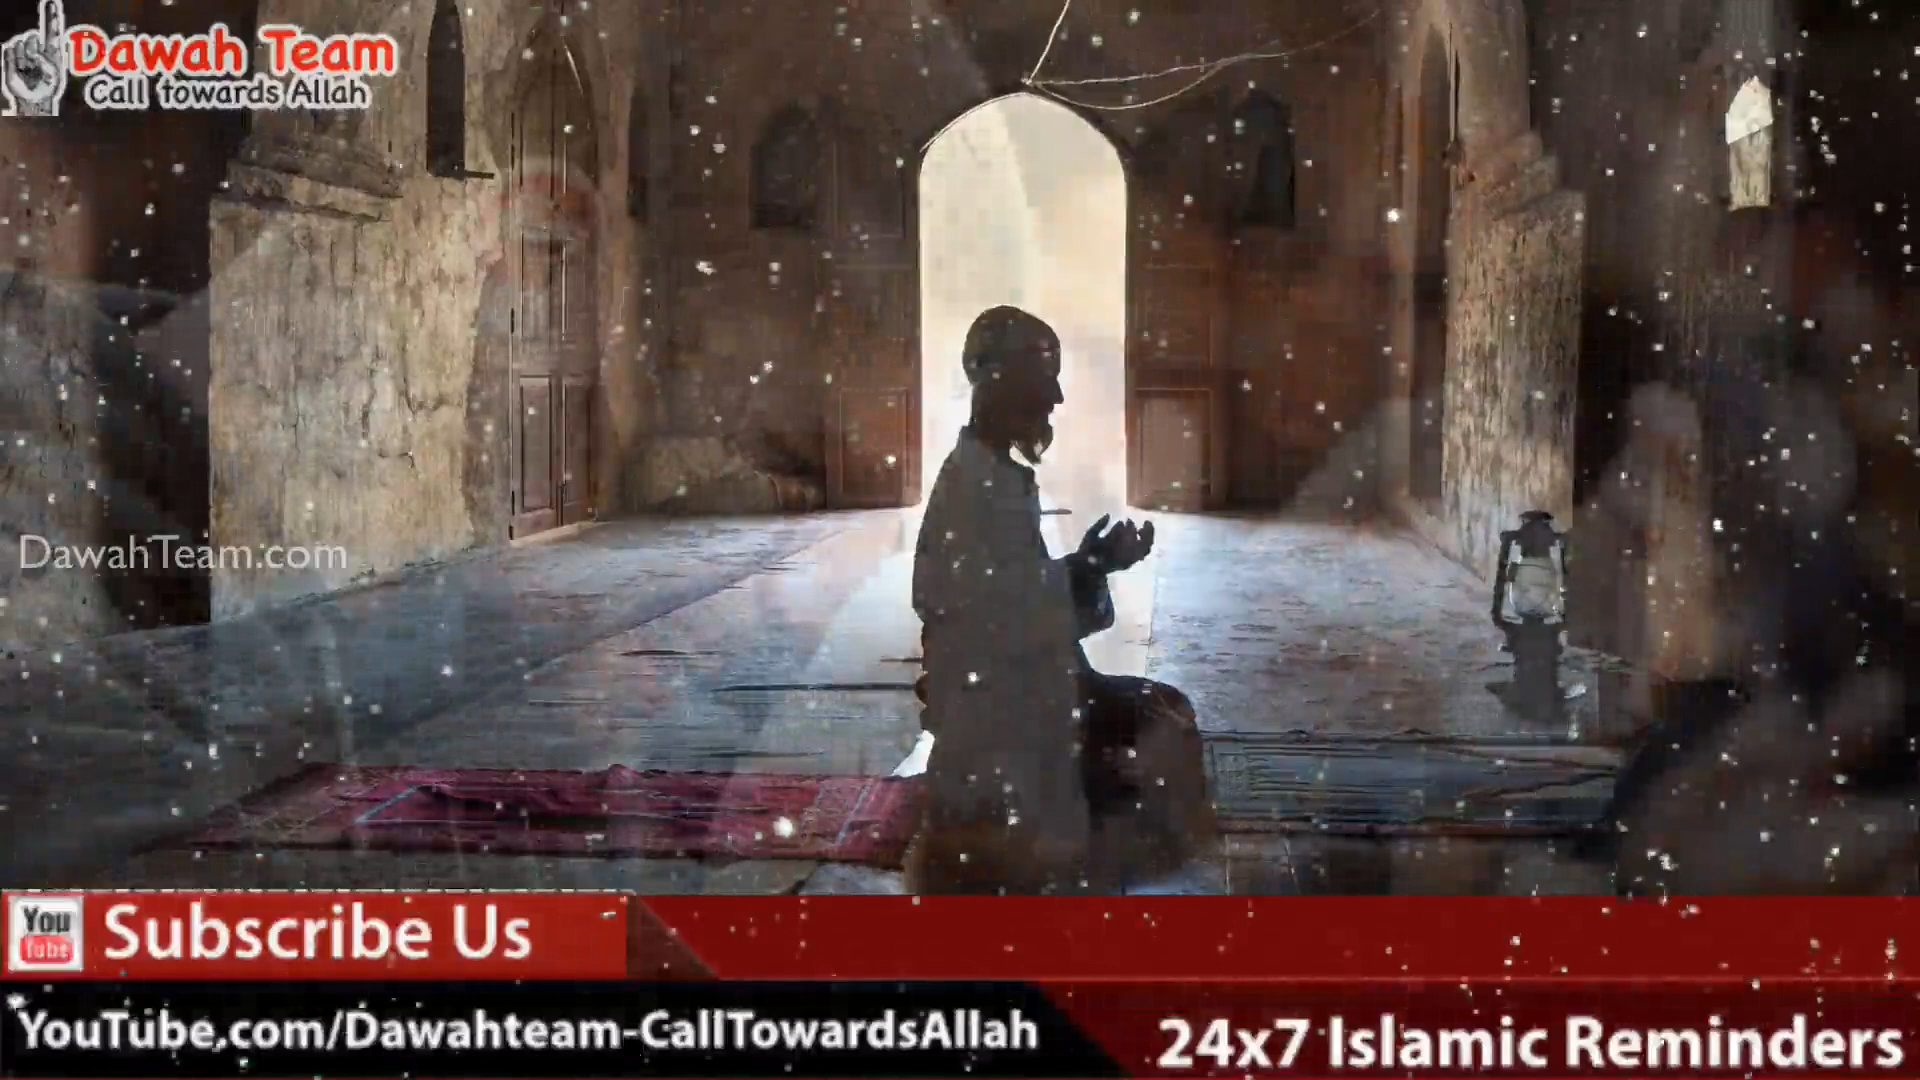 Dawah Team
Call towards Allah
DawahTeam.com
You
Tube
Subscribe Us
YouTube.com/Dawahteam-CallTowardsAllah
24x7 Islamic Reminders